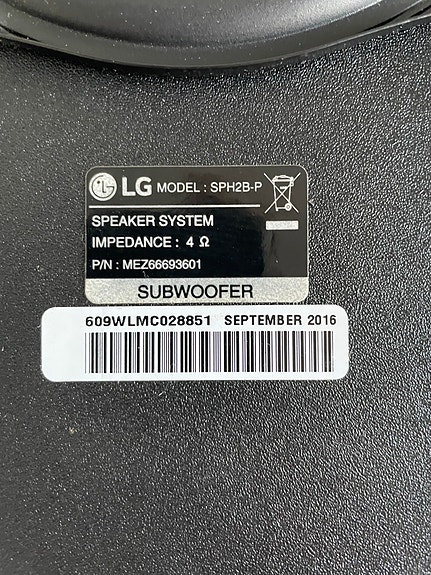 LG MODEL : SPH2B-P
SPEAKER SYSTEM
IMPEDANCE : 4 Ω
P/N : MEZ66693601
SUBWOOFER
609WLMC028851 SEPTEMBER 2016